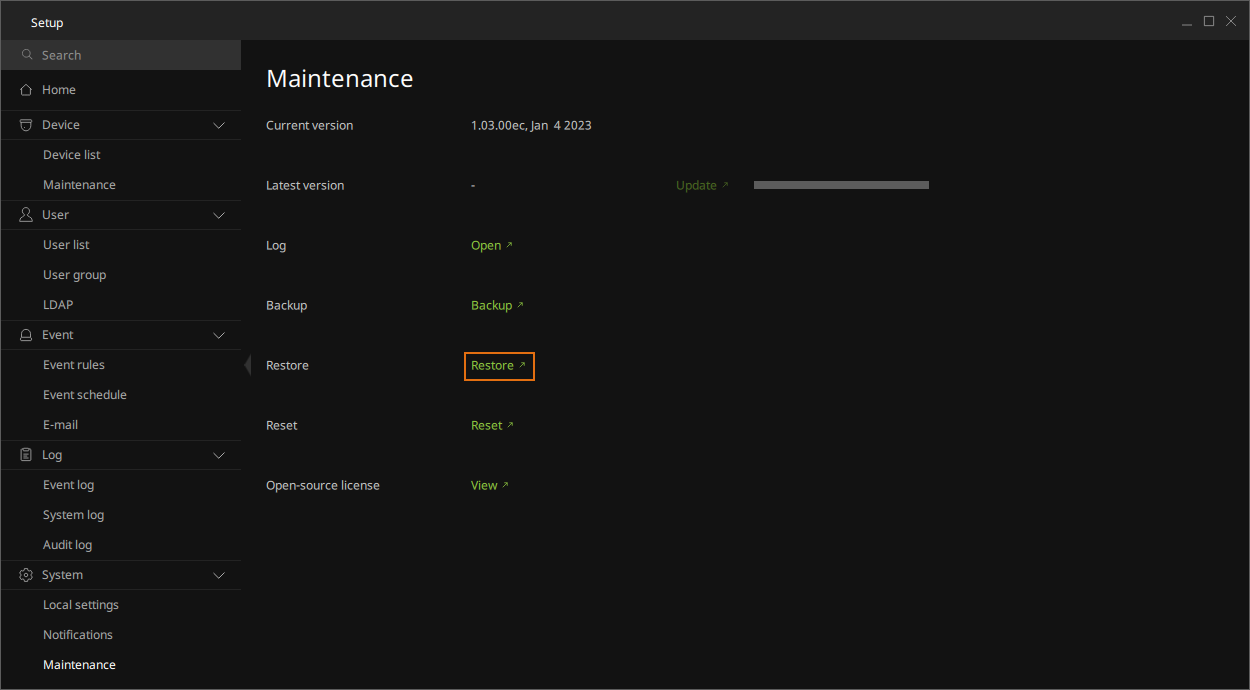 Setup
Search
Home
Device
Device list
Maintenance
User
User list
User group
LDAP
Event
Event rules
Event schedule
E-mail
Log
Event log
System log
Audit log
System
Local settings
Notifications
Maintenance
Maintenance
Current version 1.03.00ec, Jan  4 2023
Latest version - Update
Log Open
Backup Backup
Restore Restore
Reset Reset
Open-source license View